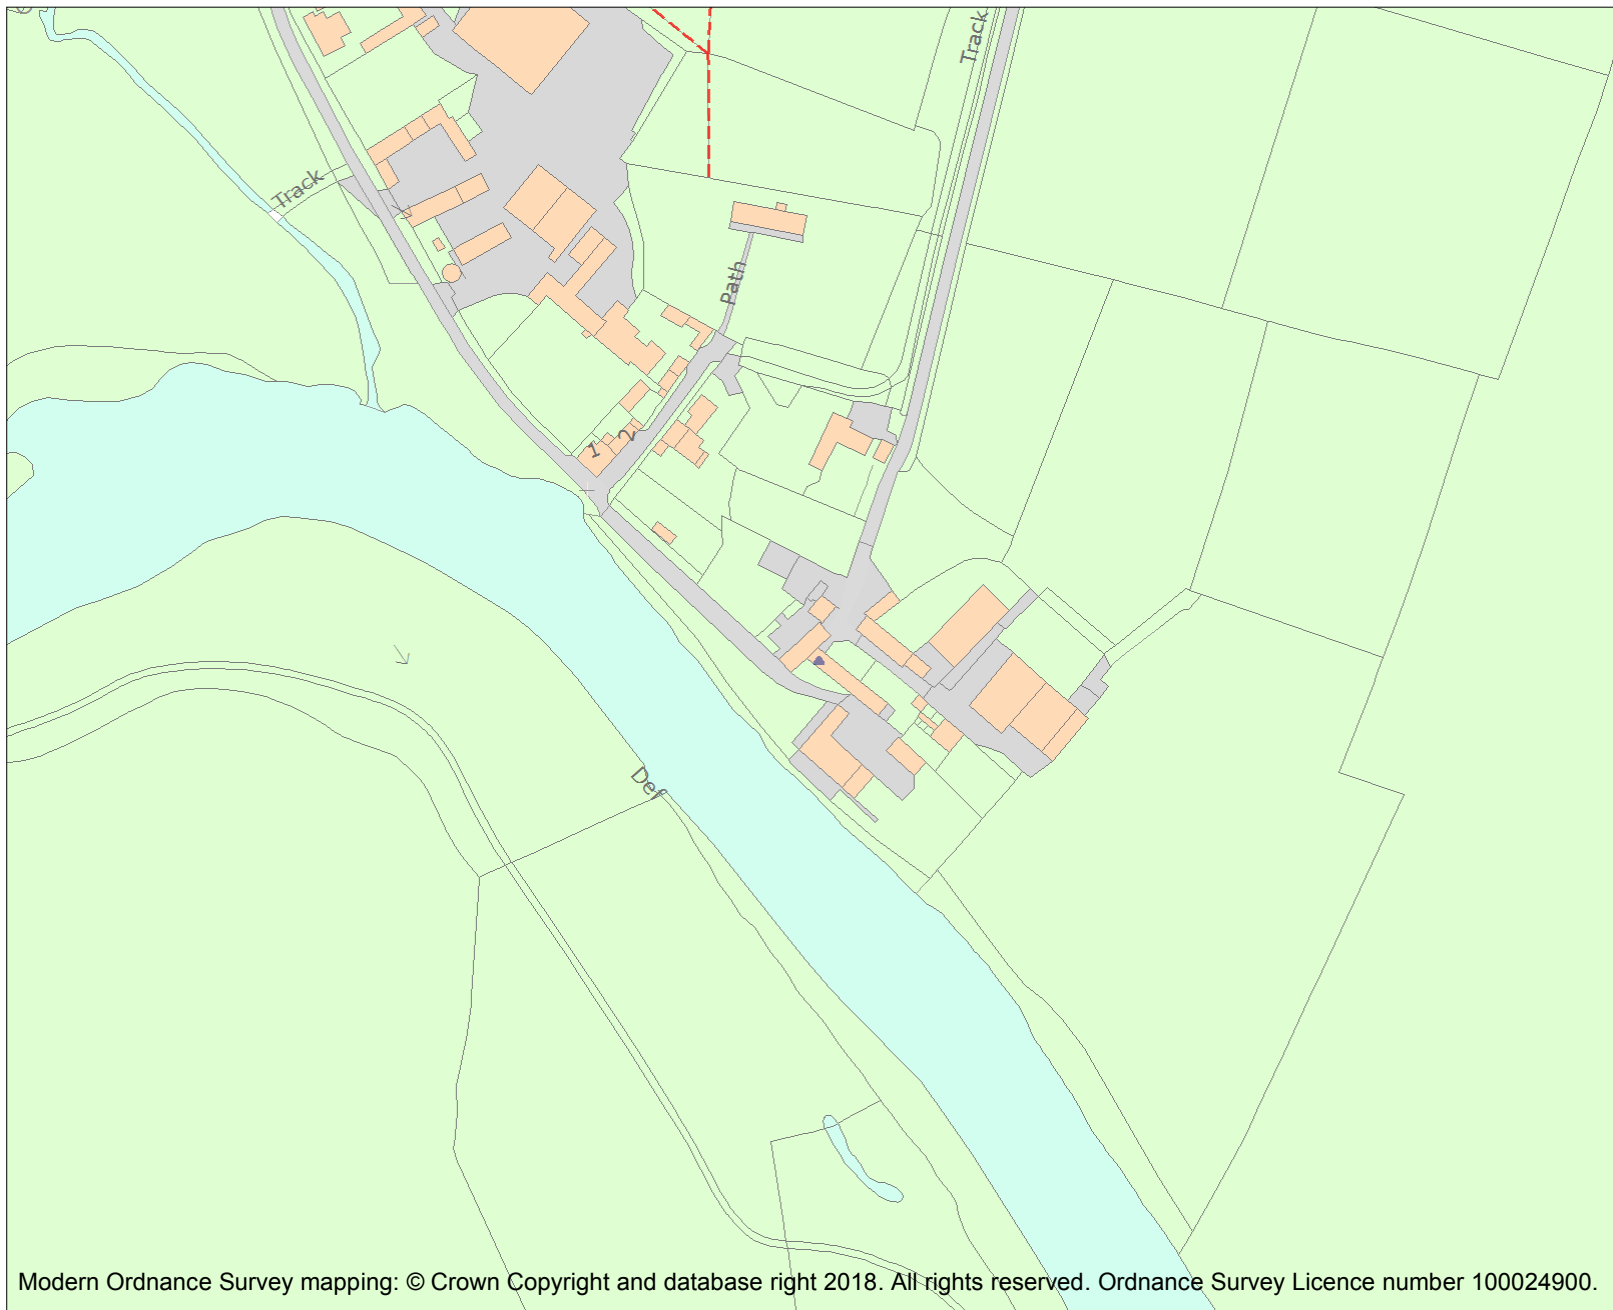 Track
Track
Path
1
2
Def
Modern Ordnance Survey mapping: © Crown Copyright and database right 2018. All rights reserved. Ordnance Survey Licence number 100024900.